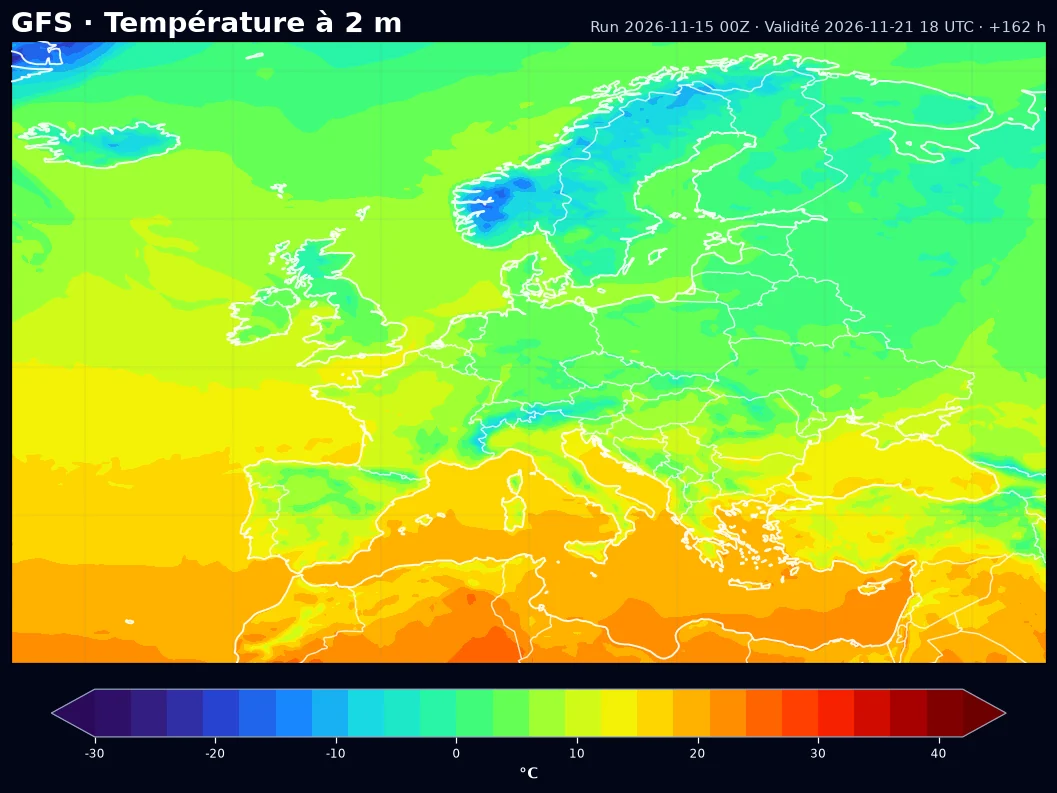 GFS · Température à 2 m
Run 2026-11-15 00Z · Validité 2026-11-21 18 UTC · +162 h
-30 -20 -10 0 10 20 30 40
°C